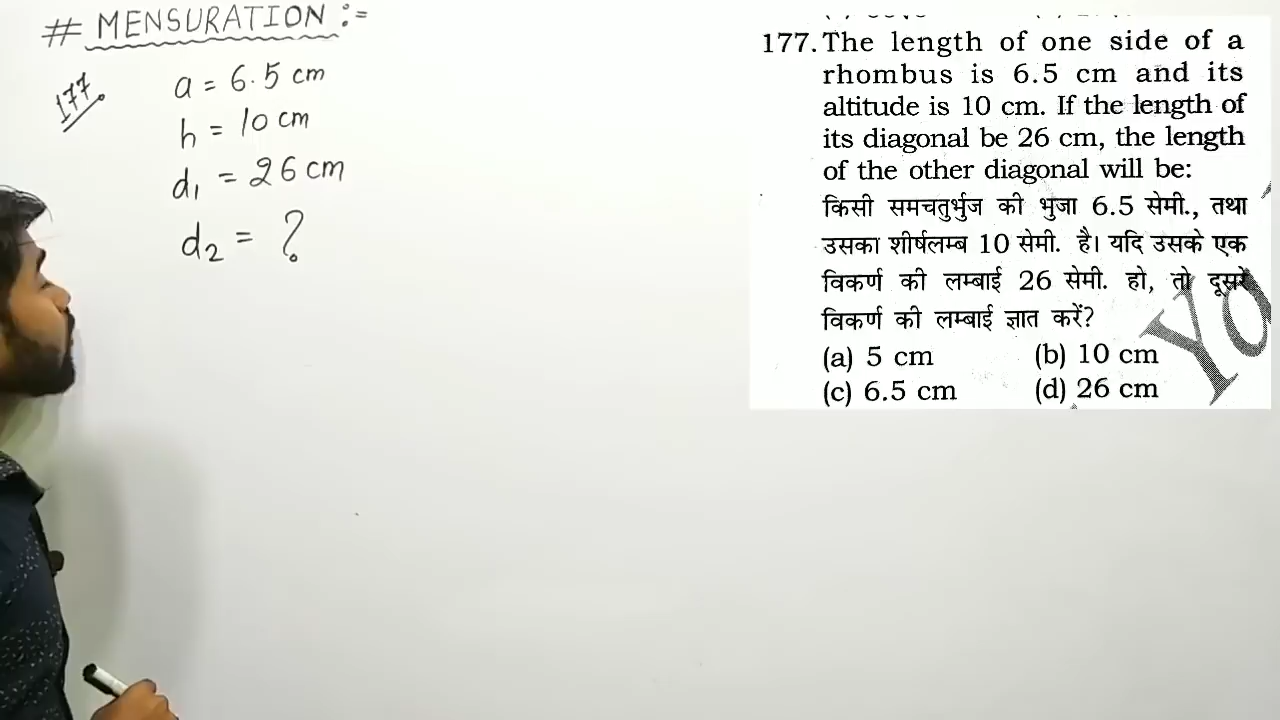 # MENSURATION :=
177.
a = 6.5 cm
h = 10 cm
d₁ = 26 cm
d₂ = ?
177. The length of one side of a
rhombus is 6.5 cm and its
altitude is 10 cm. If the length of
its diagonal be 26 cm, the length
of the other diagonal will be:
किसी समचतुर्भुज की भुजा 6.5 सेमी., तथा
उसका शीर्षलम्ब 10 सेमी. है। यदि उसके एक
विकर्ण की लम्बाई 26 सेमी. हो, तो दूसरे
विकर्ण की लम्बाई ज्ञात करें?
(a) 5 cm (b) 10 cm
(c) 6.5 cm (d) 26 cm